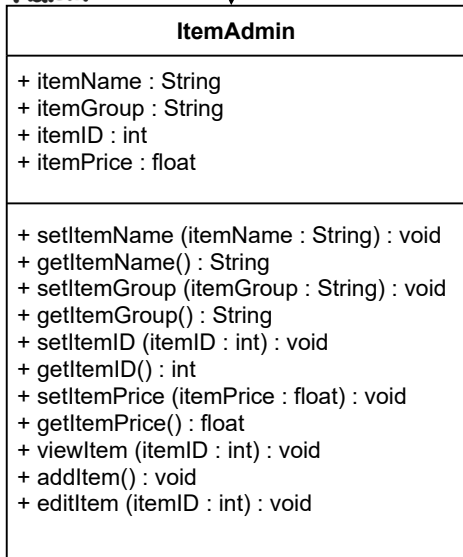 ItemAdmin
+ itemName : String
+ itemGroup : String
+ itemID : int
+ itemPrice : float
+ setItemName (itemName : String) : void
+ getItemName() : String
+ setItemGroup (itemGroup : String) : void
+ getItemGroup() : String
+ setItemID (itemID : int) : void
+ getItemID() : int
+ setItemPrice (itemPrice : float) : void
+ getItemPrice() : float
+ viewItem (itemID : int) : void
+ addItem() : void
+ editItem (itemID : int) : void